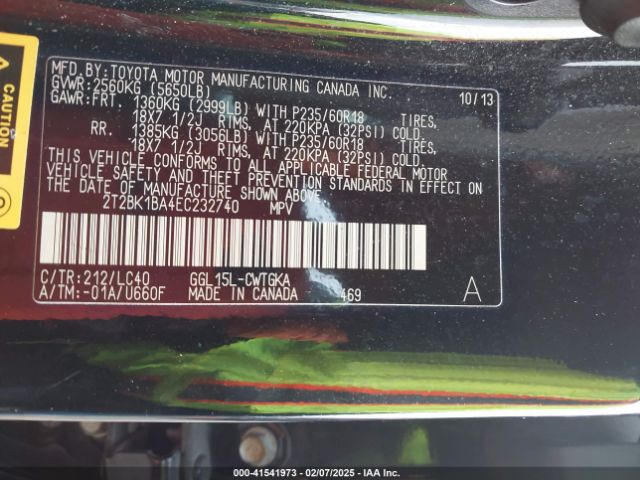 CAUTION
MFD.BY:TOYOTA MOTOR MANUFACTURING CANADA INC. 10/13
GVWR:2560KG (5650LB)
GAWR:FRT. 1360KG (2999LB) WITH P235/60R18 TIRES,
18X7 1/2J RIMS, AT 220KPA (32PSI) COLD.
RR. 1385KG (3056LB) WITH P235/60R18 TIRES,
18X7 1/2J RIMS, AT 220KPA (32PSI) COLD.
THIS VEHICLE CONFORMS TO ALL APPLICABLE FEDERAL MOTOR
VEHICLE SAFETY AND THEFT PREVENTION STANDARDS IN EFFECT ON
THE DATE OF MANUFACTURE SHOWN ABOVE.
2T2BK1BA4EC232740 MPV
C/TR:212/LC40 GGL15L-CWTGKA
A/TM:-01A/U660F MADE IN CANADA 469 A
000-41541973 - 02/07/2025 - IAA Inc.